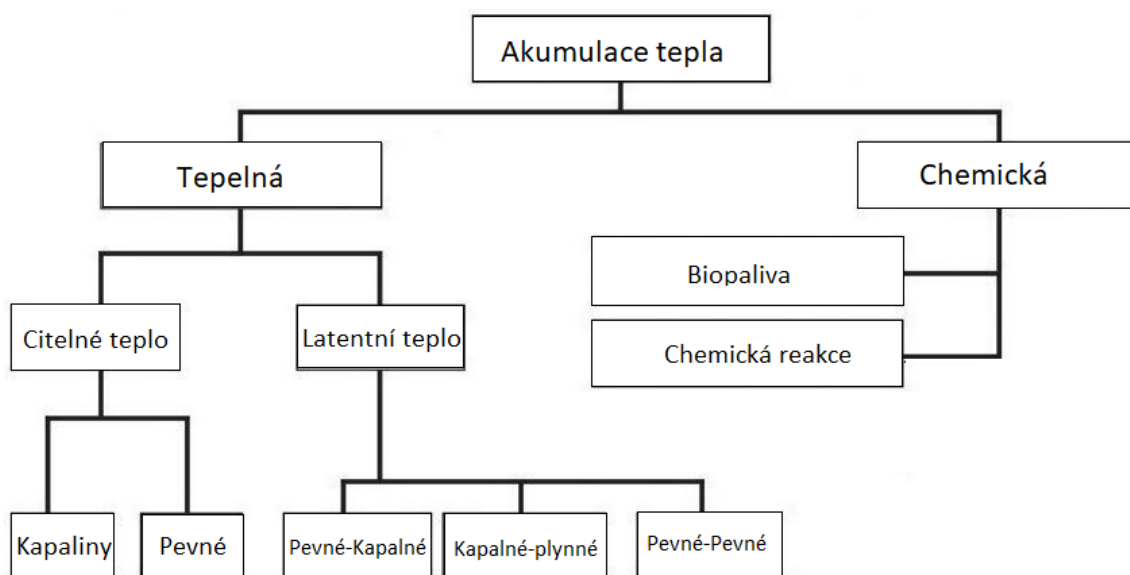 Akumulace tepla
Tepelná
Chemická
Biopaliva
Citelné teplo
Latentní teplo
Chemická reakce
Kapaliny
Pevné
Pevné-Kapalné
Kapalné-plynné
Pevné-Pevné